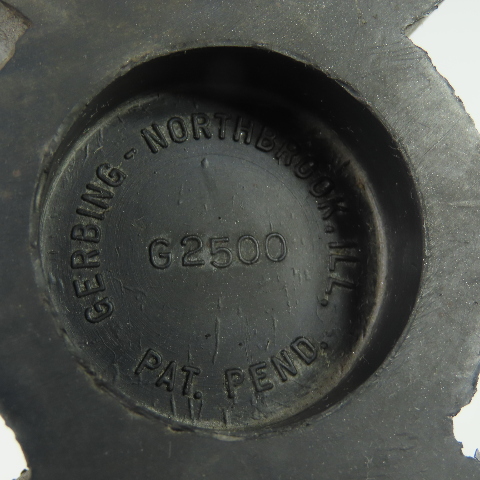 GERBING - NORTHBROOK, ILL.
G2500
PAT. PEND.